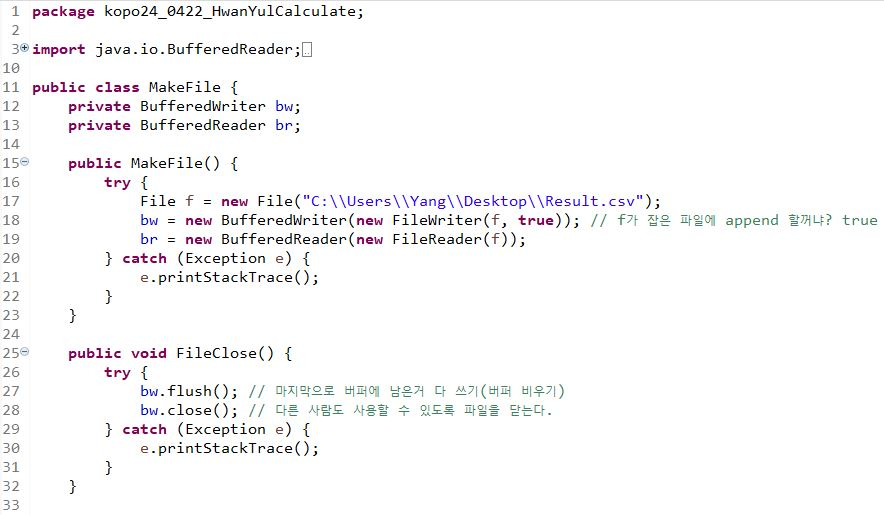 1 package kopo24_0422_HwanYulCalculate;
2
3 import java.io.BufferedReader;
10
11 public class MakeFile {
12     private BufferedWriter bw;
13     private BufferedReader br;
14
15     public MakeFile() {
16         try {
17             File f = new File("C:\\Users\\Yang\\Desktop\\Result.csv");
18             bw = new BufferedWriter(new FileWriter(f, true)); // f가 잡은 파일에 append 할꺼냐? true
19             br = new BufferedReader(new FileReader(f));
20         } catch (Exception e) {
21             e.printStackTrace();
22         }
23     }
24
25     public void FileClose() {
26         try {
27             bw.flush(); // 마지막으로 버퍼에 남은거 다 쓰기(버퍼 비우기)
28             bw.close(); // 다른 사람도 사용할 수 있도록 파일을 닫는다.
29         } catch (Exception e) {
30             e.printStackTrace();
31         }
32     }
33